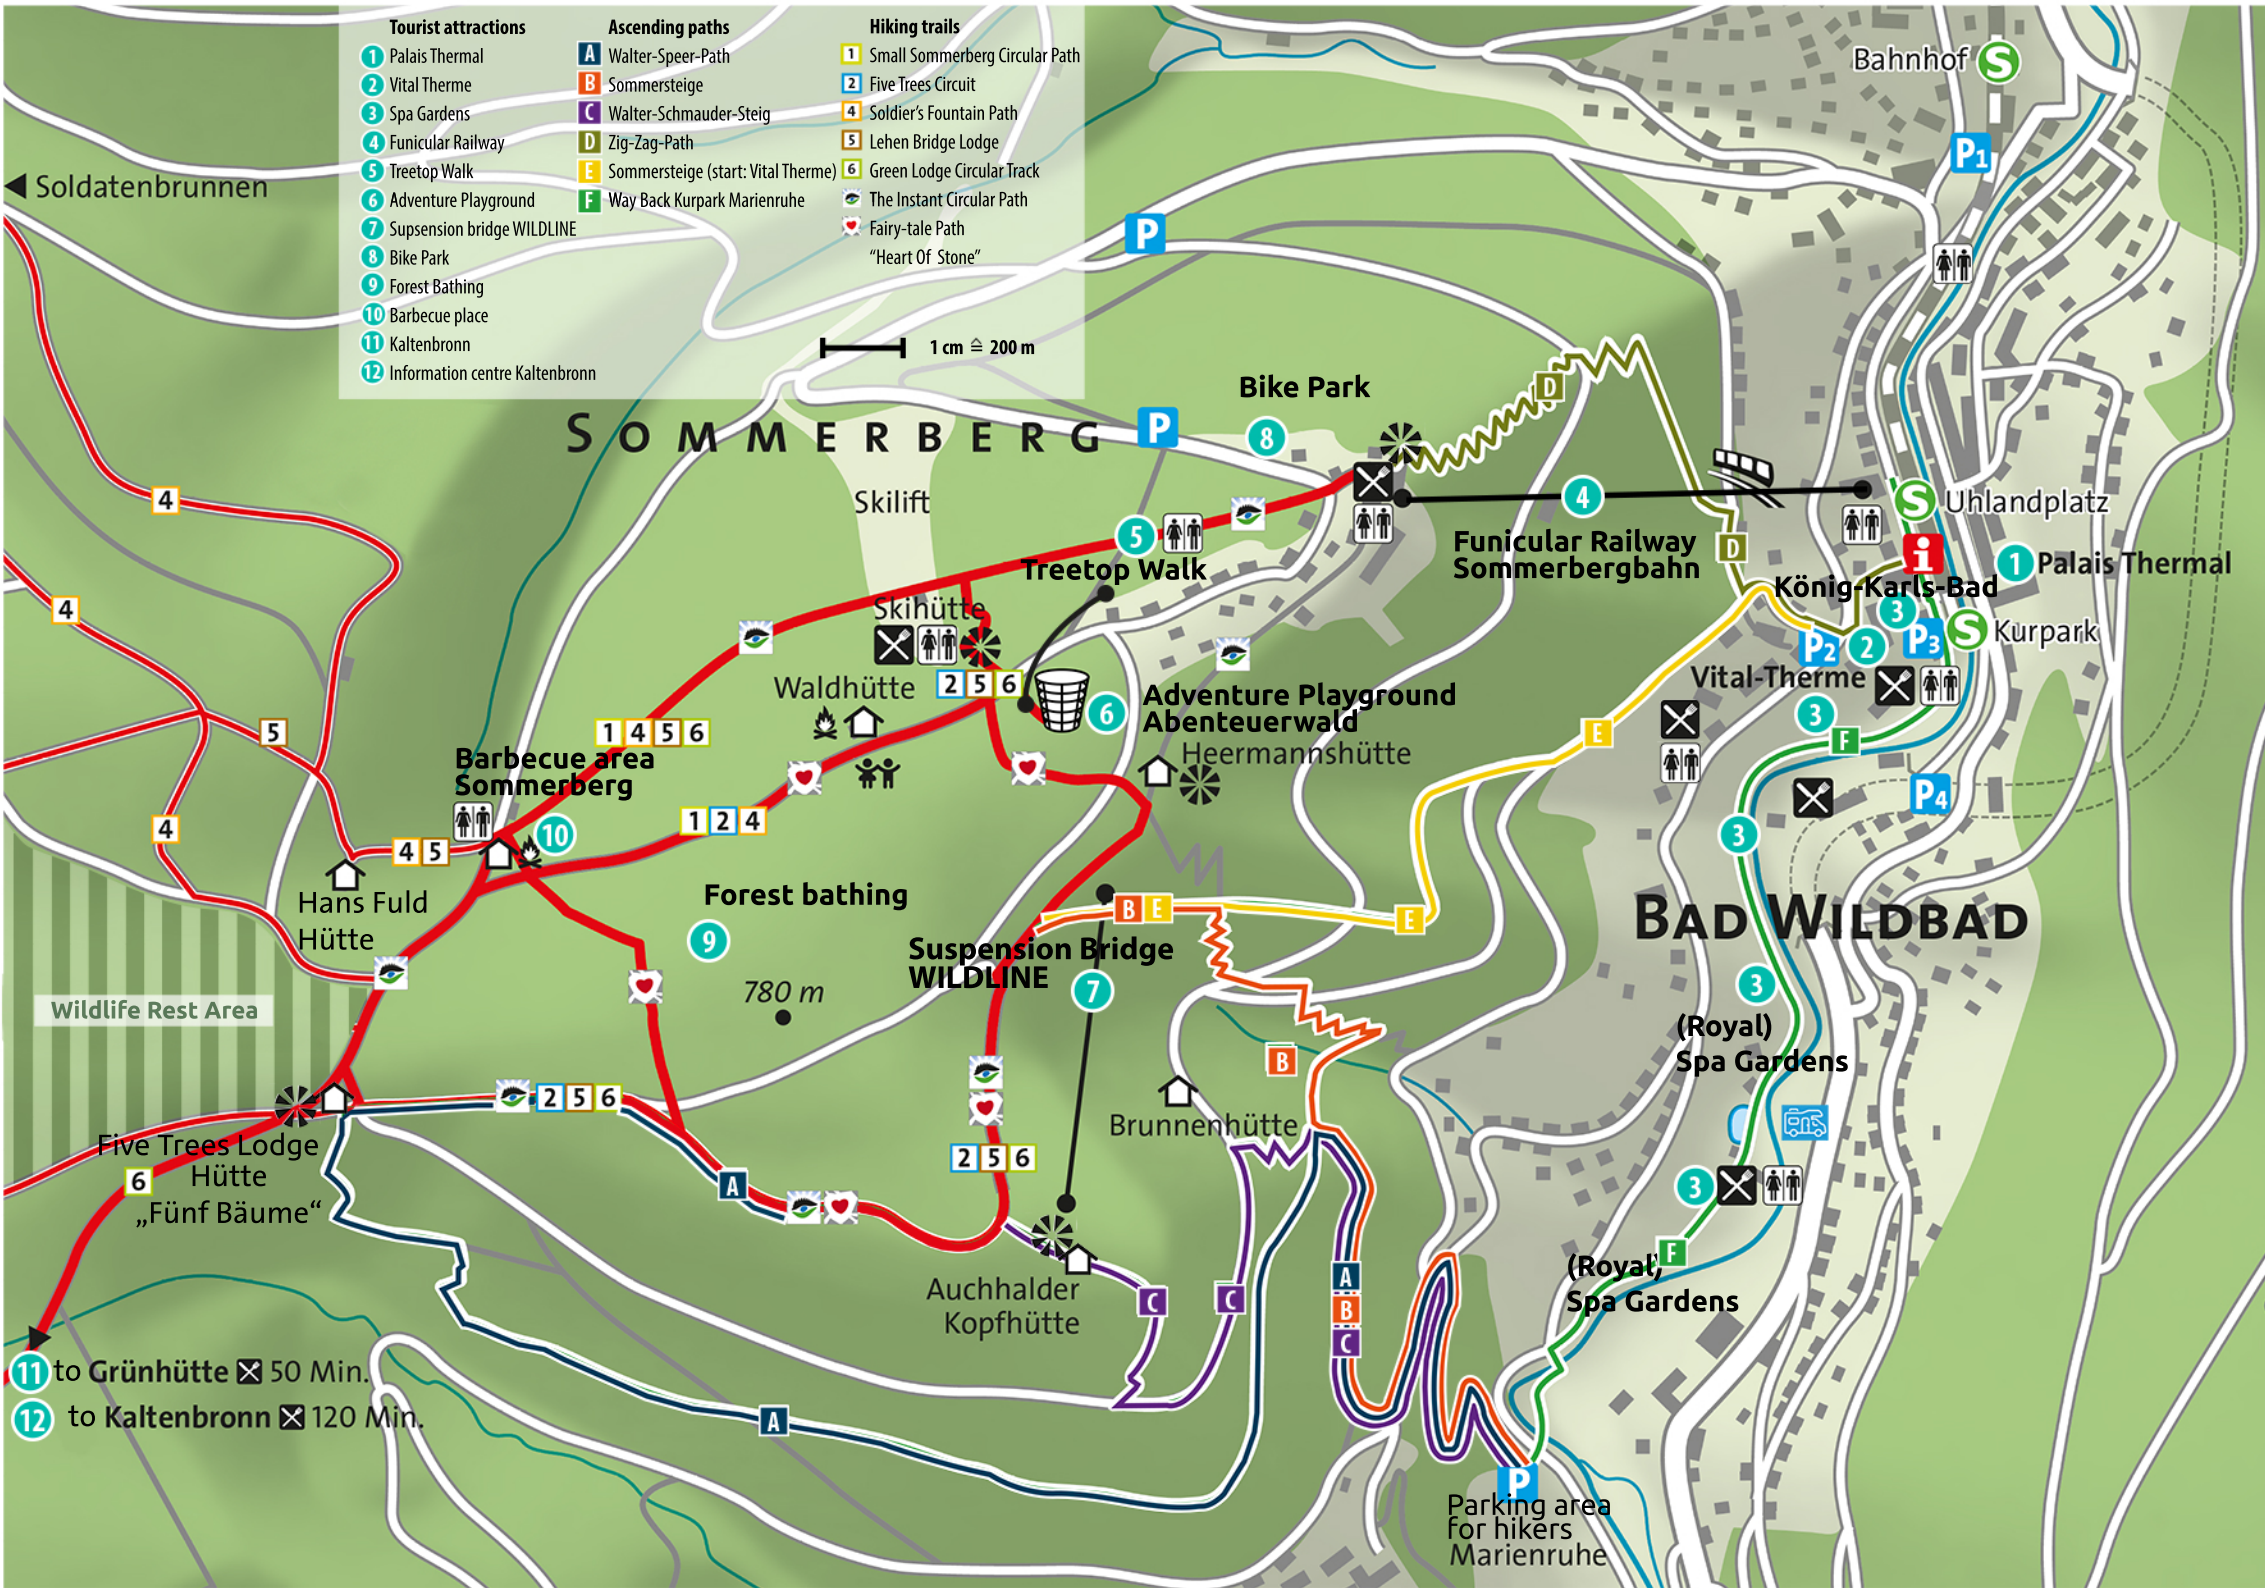 Tourist attractions
1 Palais Thermal
2 Vital Therme
3 Spa Gardens
4 Funicular Railway
5 Treetop Walk
6 Adventure Playground
7 Supsension bridge WILDLINE
8 Bike Park
9 Forest Bathing
10 Barbecue place
11 Kaltenbronn
12 Information centre Kaltenbronn
Ascending paths
A Walter-Speer-Path
B Sommersteige
C Walter-Schmauder-Steig
D Zig-Zag-Path
E Sommersteige (start: Vital Therme)
F Way Back Kurpark Marienruhe
Hiking trails
1 Small Sommerberg Circular Path
2 Five Trees Circuit
4 Soldier's Fountain Path
5 Lehen Bridge Lodge
6 Green Lodge Circular Track
The Instant Circular Path
Fairy-tale Path
"Heart Of Stone"
1 cm ≙ 200 m
Bahnhof S
P1
Soldatenbrunnen
P
Bike Park
8
D
SOMMERBERG
P
Skilift
4
4
S Uhlandplatz
5
Treetop Walk
Funicular Railway
Sommerbergbahn
D
i
1 Palais Thermal
König-Karls-Bad
3
4
Skihütte
P2
2
P3
S Kurpark
Vital-Therme
Waldhütte
2 5 6
6
Adventure Playground
Abenteuerwald
Heermannshütte
3
F
E
5
1 4 5 6
Barbecue area
Sommerberg
10
P4
4
1 2 4
3
4 5
Hans Fuld
Hütte
Forest bathing
9
B E
E
BAD WILDBAD
Suspension Bridge
WILDLINE
7
780 m
3
Wildlife Rest Area
(Royal)
Spa Gardens
B
2 5 6
Brunnenhütte
Five Trees Lodge
Hütte
„Fünf Bäume“
6
2 5 6
A
3
F
(Royal)
Spa Gardens
Auchhalder
Kopfhütte
C
C
A
B
C
11 to Grünhütte 50 Min.
12 to Kaltenbronn 120 Min.
A
P
Parking area
for hikers
Marienruhe